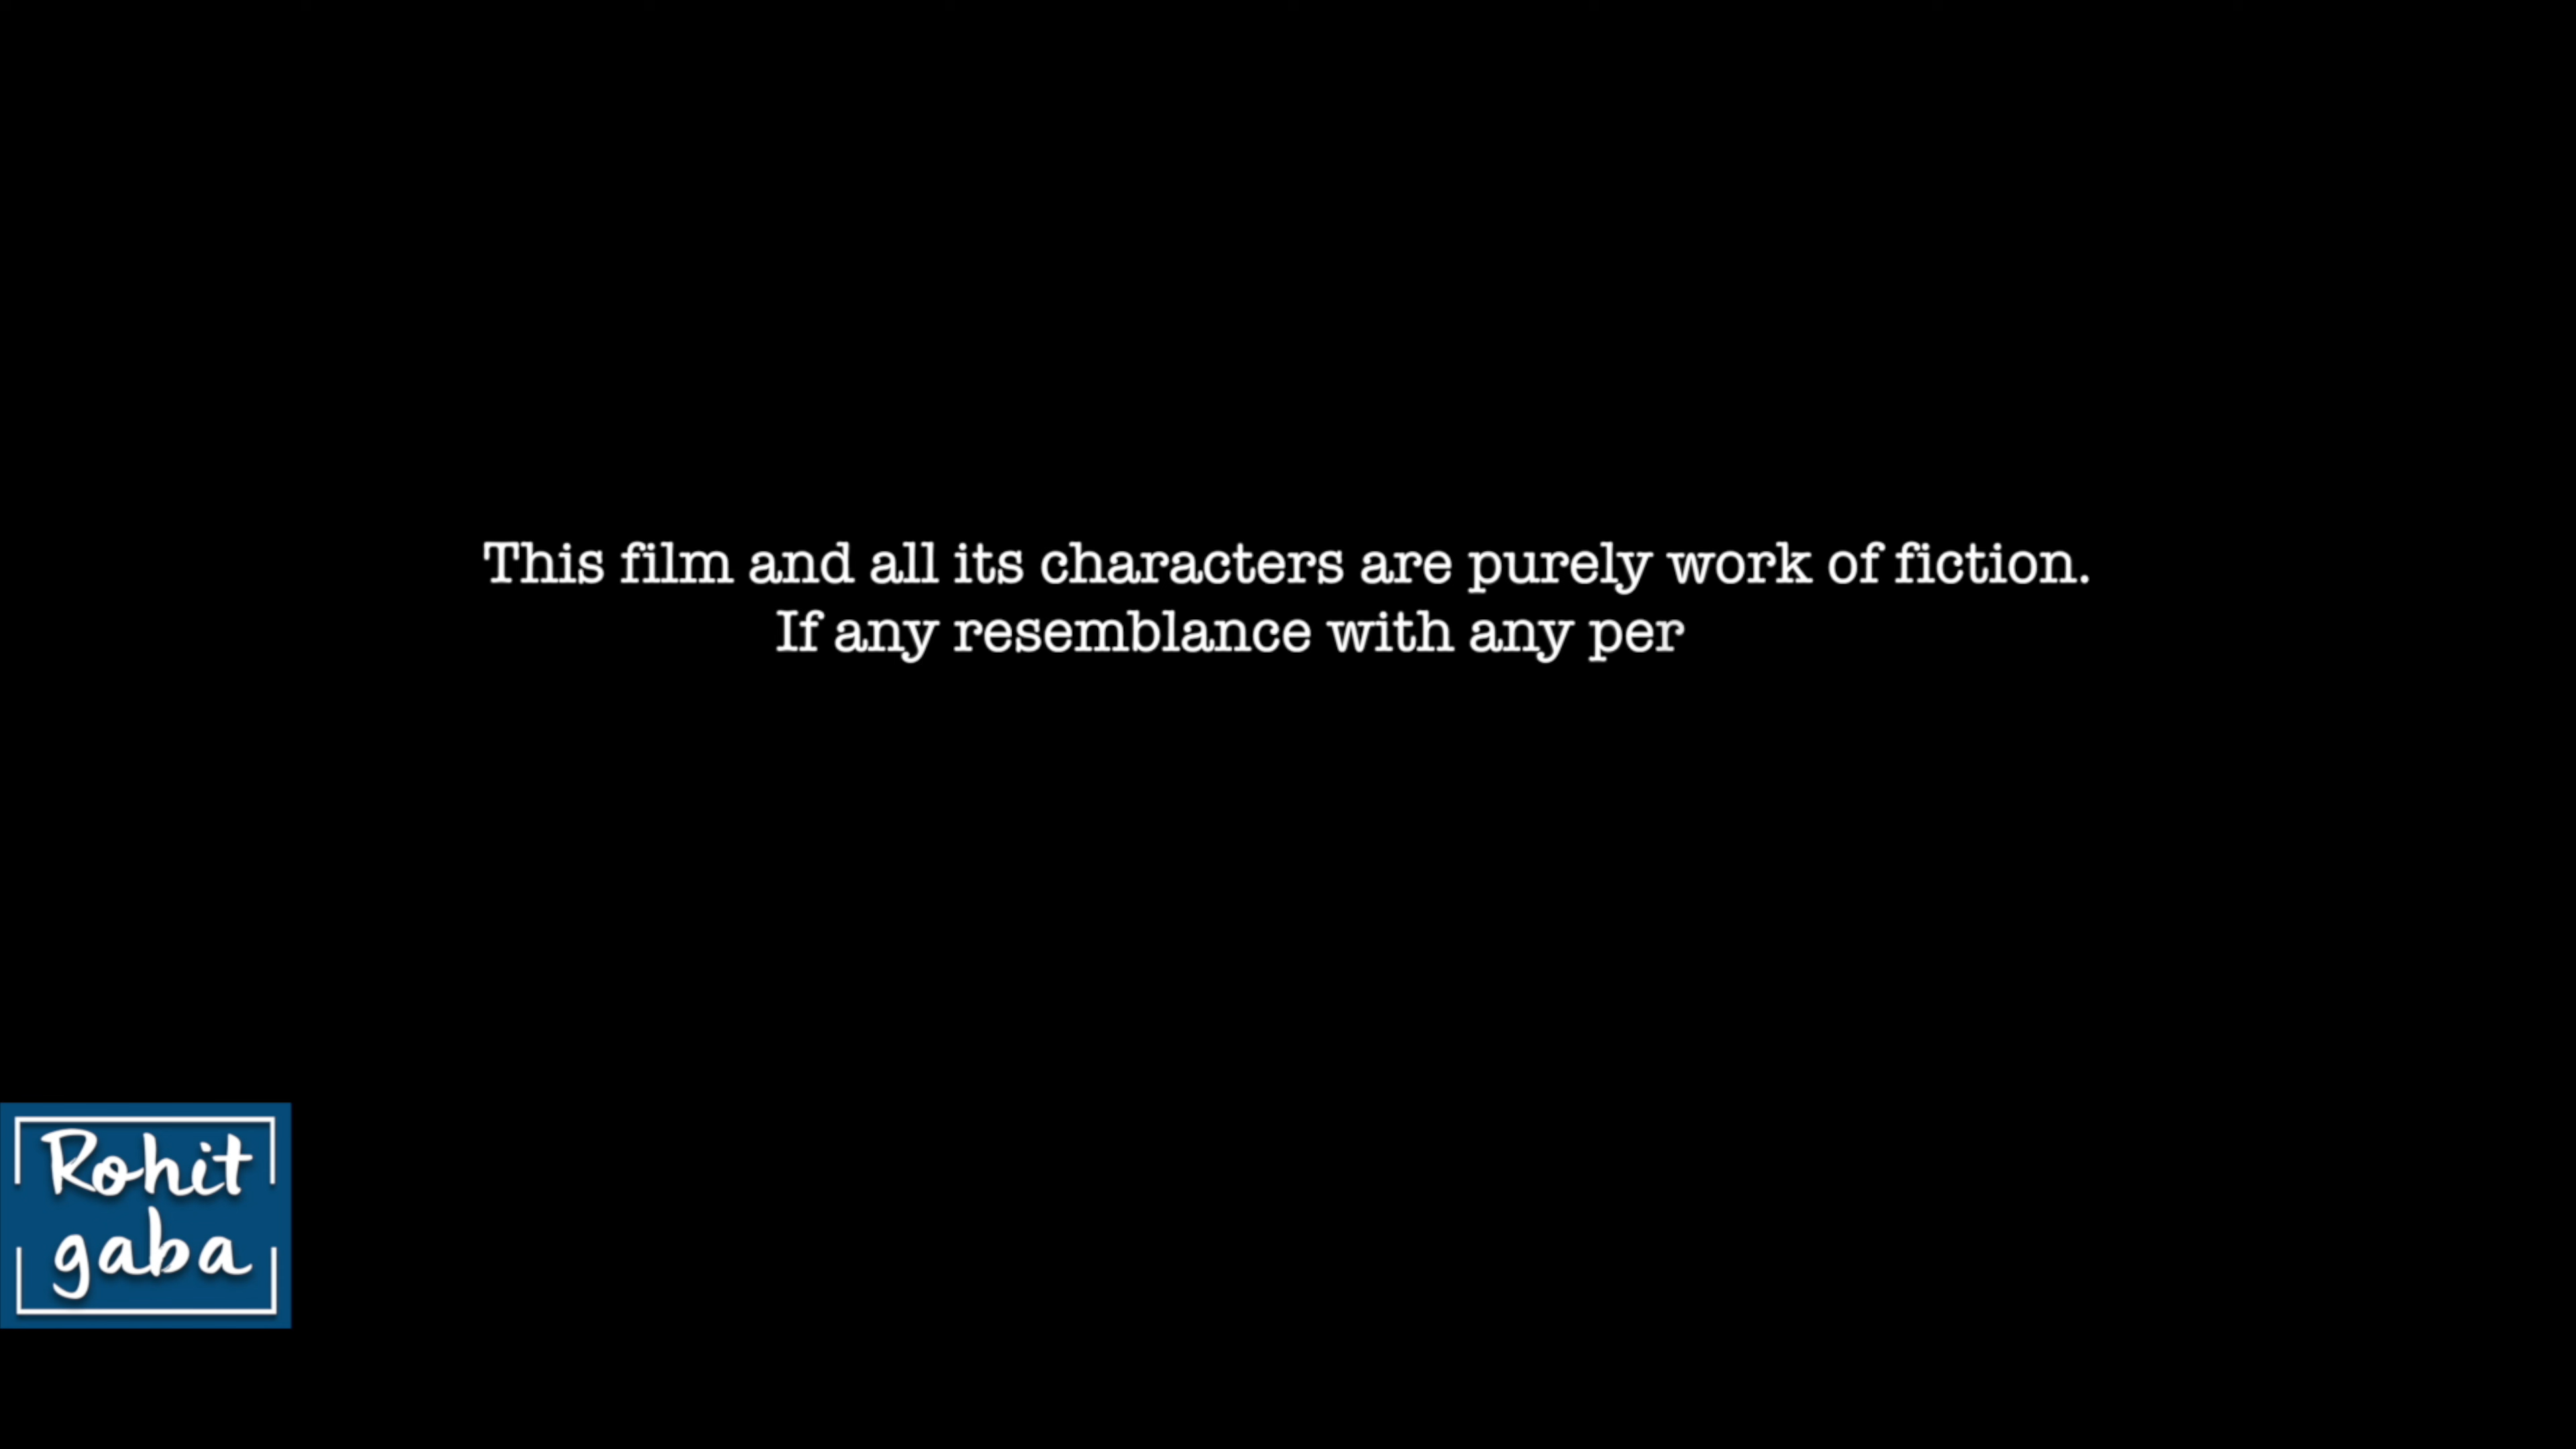 This film and all its characters are purely work of fiction.
If any resemblance with any per
Rohit
gaba